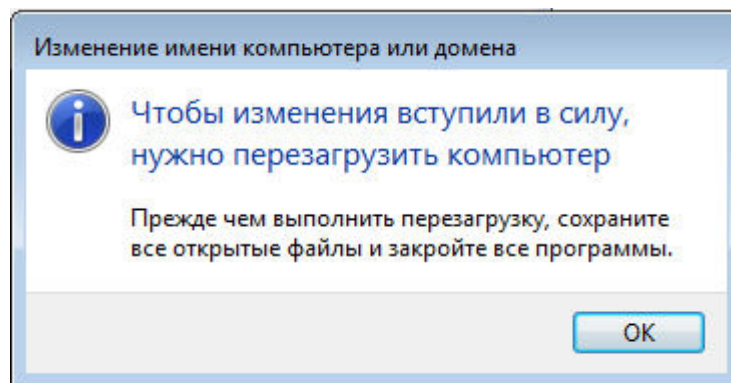 Изменение имени компьютера или домена
Чтобы изменения вступили в силу,
нужно перезагрузить компьютер
Прежде чем выполнить перезагрузку, сохраните
все открытые файлы и закройте все программы.
OK